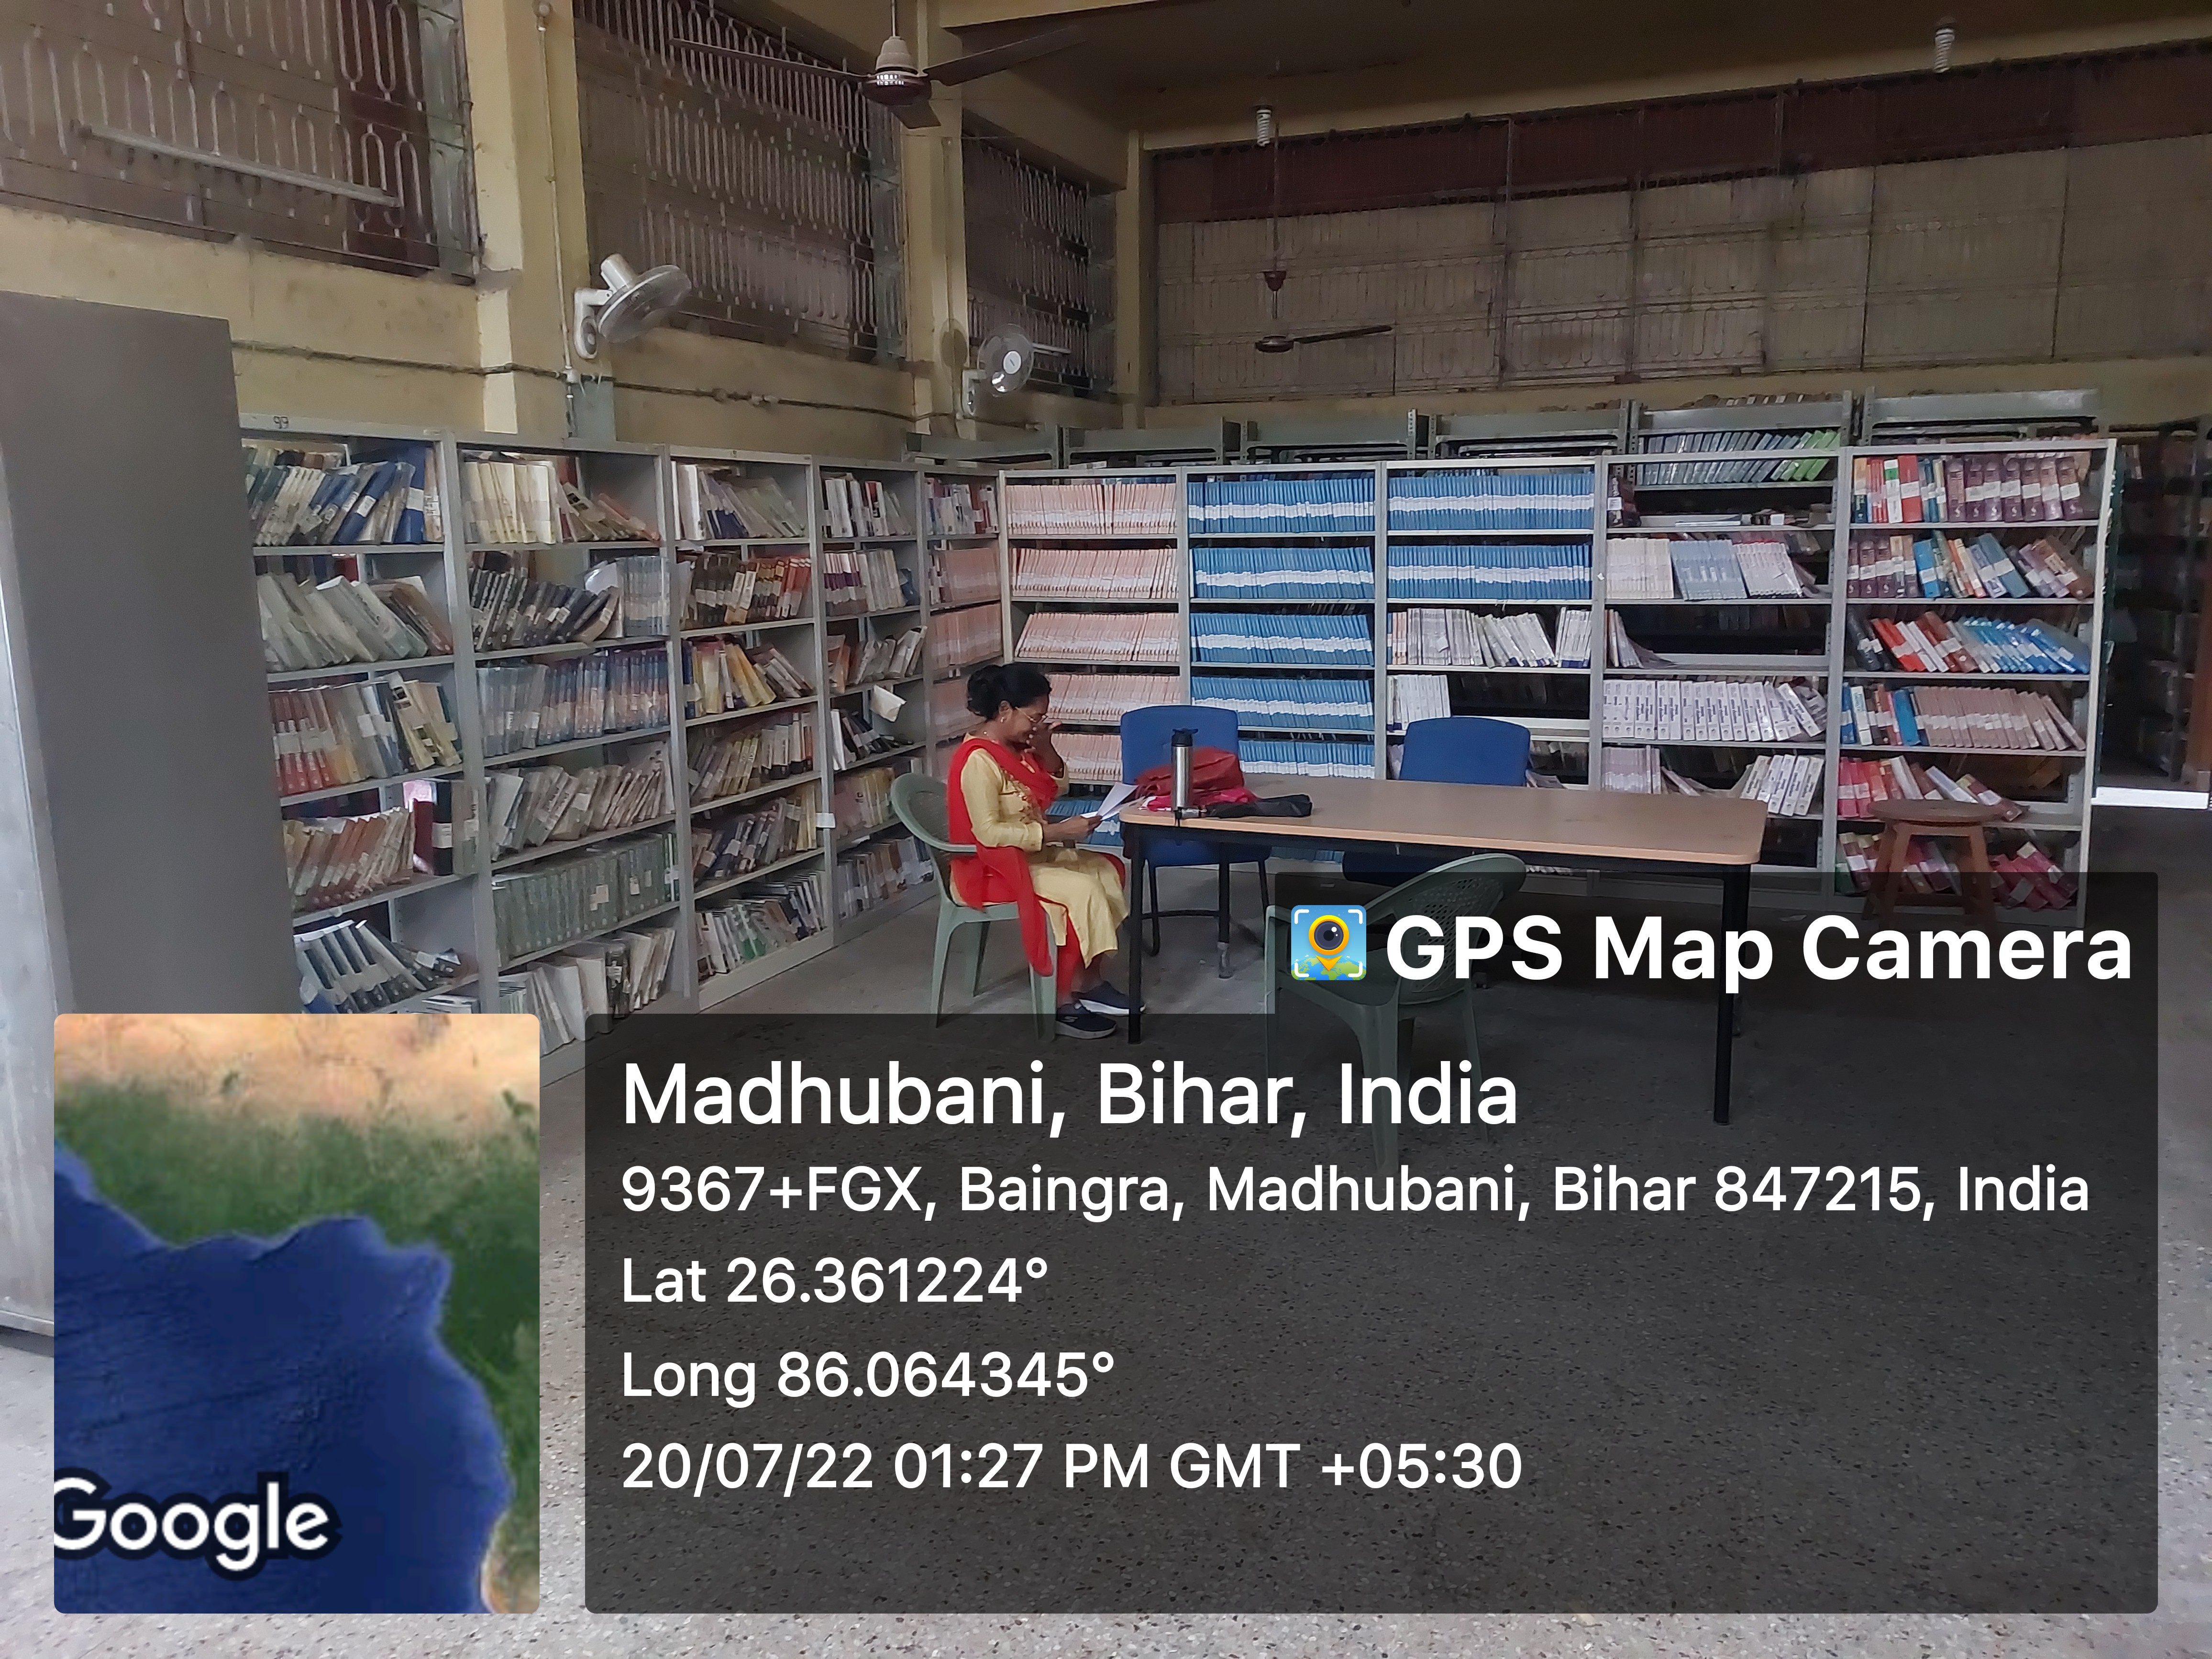 GPS Map Camera
Madhubani, Bihar, India
9367+FGX, Baingra, Madhubani, Bihar 847215, India
Lat 26.361224°
Long 86.064345°
20/07/22 01:27 PM GMT +05:30
Google